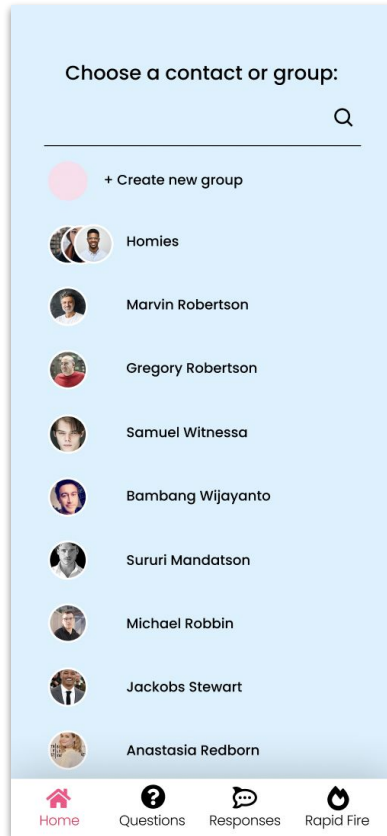 Choose a contact or group:
+ Create new group
Homies
Marvin Robertson
Gregory Robertson
Samuel Witnessa
Bambang Wijayanto
Sururi Mandatson
Michael Robbin
Jackobs Stewart
Anastasia Redborn
Home Questions Responses Rapid Fire